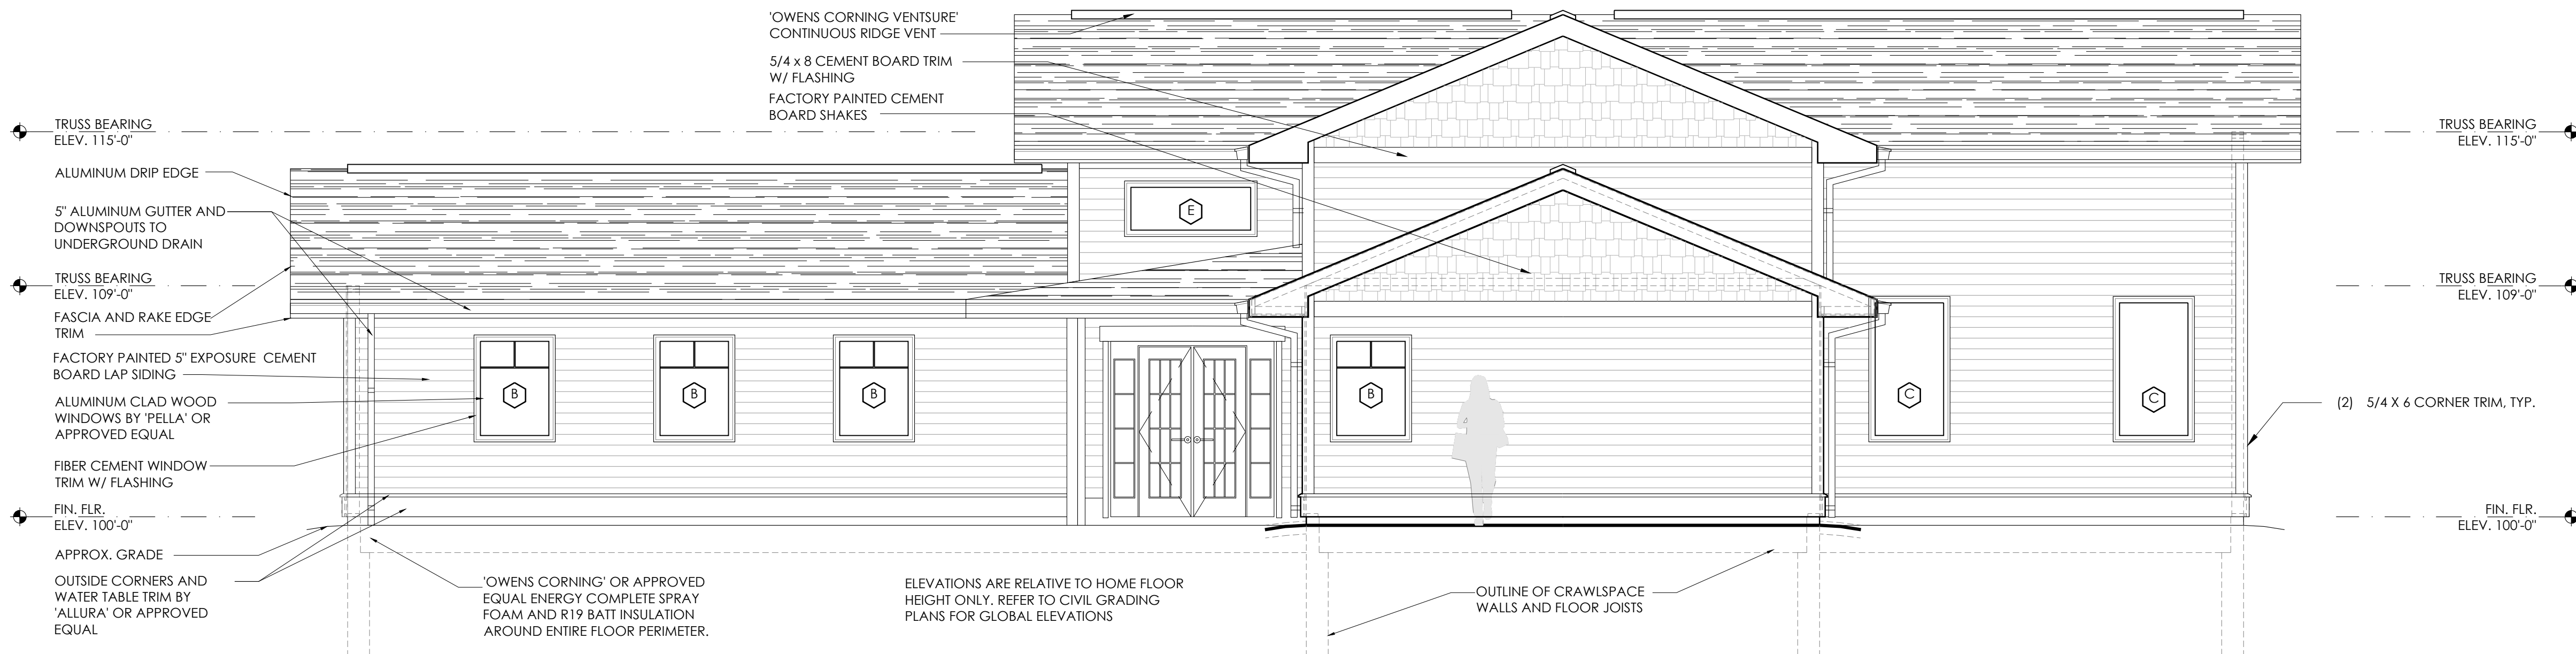 'OWENS CORNING VENTSURE'
CONTINUOUS RIDGE VENT
5/4 x 8 CEMENT BOARD TRIM
W/ FLASHING
FACTORY PAINTED CEMENT
BOARD SHAKES
TRUSS BEARING
ELEV. 115'-0"
ALUMINUM DRIP EDGE
5" ALUMINUM GUTTER AND
DOWNSPOUTS TO
UNDERGROUND DRAIN
TRUSS BEARING
ELEV. 109'-0"
FASCIA AND RAKE EDGE
TRIM
FACTORY PAINTED 5" EXPOSURE CEMENT
BOARD LAP SIDING
ALUMINUM CLAD WOOD
WINDOWS BY 'PELLA' OR
APPROVED EQUAL
FIBER CEMENT WINDOW
TRIM W/ FLASHING
FIN. FLR.
ELEV. 100'-0"
APPROX. GRADE
OUTSIDE CORNERS AND
WATER TABLE TRIM BY
'ALLURA' OR APPROVED
EQUAL
E
B
B
B
B
C
C
TRUSS BEARING
ELEV. 115'-0"
TRUSS BEARING
ELEV. 109'-0"
(2) 5/4 X 6 CORNER TRIM, TYP.
FIN. FLR.
ELEV. 100'-0"
'OWENS CORNING' OR APPROVED
EQUAL ENERGY COMPLETE SPRAY
FOAM AND R19 BATT INSULATION
AROUND ENTIRE FLOOR PERIMETER.
ELEVATIONS ARE RELATIVE TO HOME FLOOR
HEIGHT ONLY. REFER TO CIVIL GRADING
PLANS FOR GLOBAL ELEVATIONS
OUTLINE OF CRAWLSPACE
WALLS AND FLOOR JOISTS